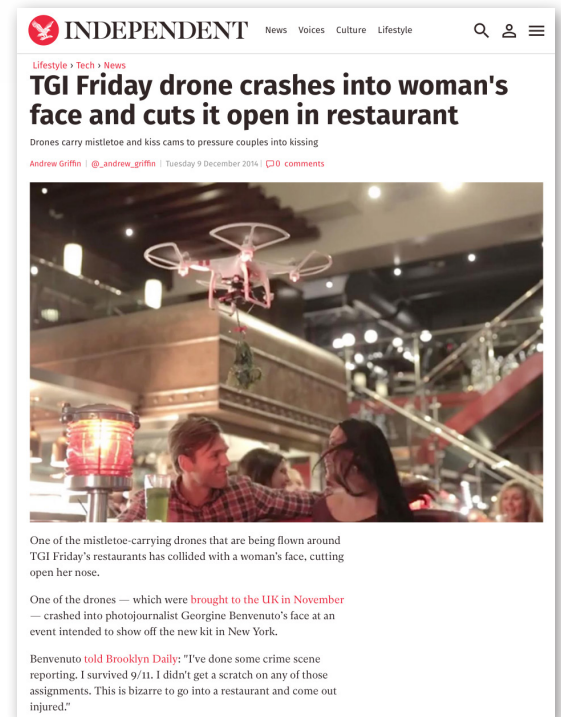 INDEPENDENT
News Voices Culture Lifestyle
Lifestyle › Tech › News
TGI Friday drone crashes into woman's
face and cuts it open in restaurant
Drones carry mistletoe and kiss cams to pressure couples into kissing
Andrew Griffin | @_andrew_griffin | Tuesday 9 December 2014 | 0 comments
One of the mistletoe-carrying drones that are being flown around
TGI Friday's restaurants has collided with a woman's face, cutting
open her nose.
One of the drones — which were brought to the UK in November
— crashed into photojournalist Georgine Benvenuto's face at an
event intended to show off the new kit in New York.
Benvenuto told Brooklyn Daily: "I've done some crime scene
reporting. I survived 9/11. I didn't get a scratch on any of those
assignments. This is bizarre to go into a restaurant and come out
injured."